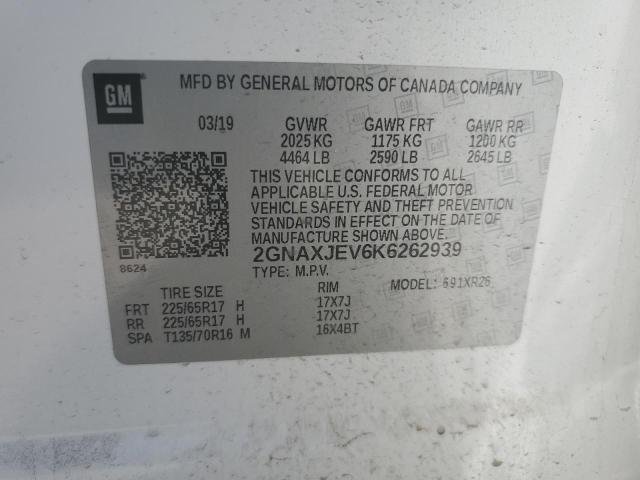 GM
MFD BY GENERAL MOTORS OF CANADA COMPANY
03/19 GVWR GAWR FRT GAWR RR
2025 KG 1175 KG 1200 KG
4464 LB 2590 LB 2645 LB
THIS VEHICLE CONFORMS TO ALL
APPLICABLE U.S. FEDERAL MOTOR
VEHICLE SAFETY AND THEFT PREVENTION
STANDARDS IN EFFECT ON THE DATE OF
MANUFACTURE SHOWN ABOVE.
2GNAXJEV6K6262939
8624
TYPE: M.P.V. 691XR26
TIRE SIZE RIM
FRT 225/65R17 H 17X7J
RR 225/65R17 H 17X7J
SPA T135/70R16 M 16X4BT